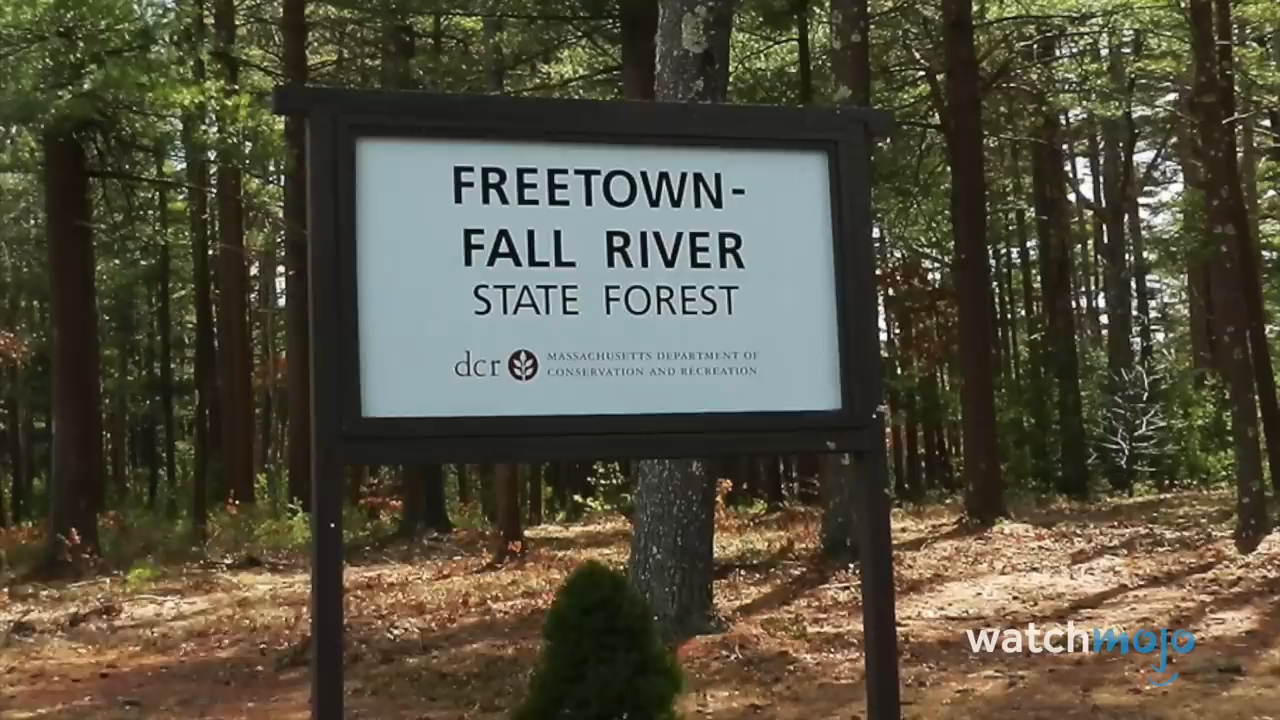 FREETOWN-
FALL RIVER
STATE FOREST
dcr MASSACHUSETTS DEPARTMENT OF
CONSERVATION AND RECREATION
watchmojo